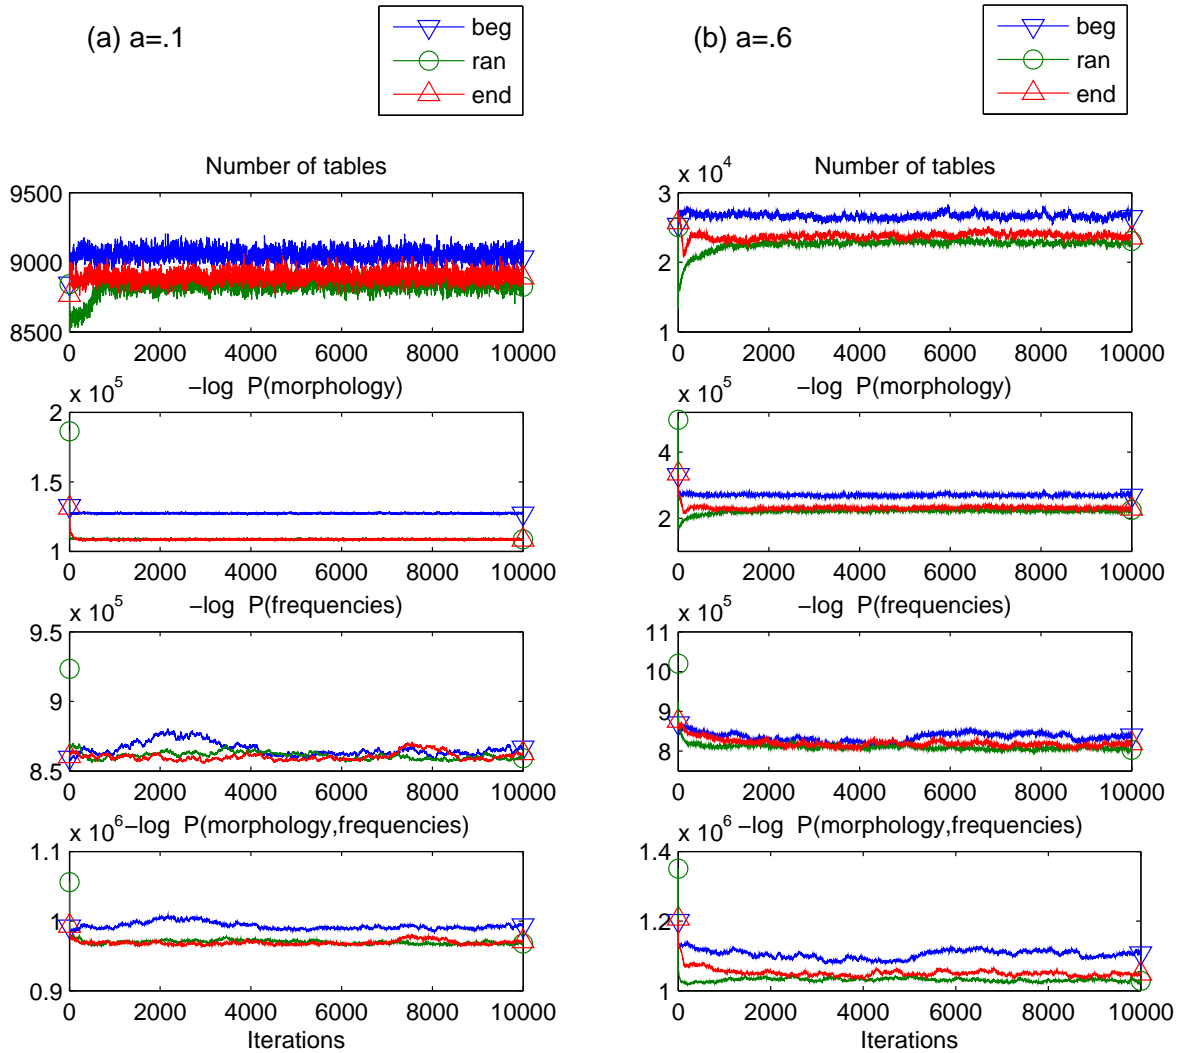 (a) a=.1
beg
ran
end
Number of tables
9500
9000
8500
0 2000 4000 6000 8000 10000
x 10^5 −log P(morphology)
2
1.5
1
0 2000 4000 6000 8000 10000
x 10^5 −log P(frequencies)
9.5
9
8.5
0 2000 4000 6000 8000 10000
x 10^6 −log P(morphology,frequencies)
1.1
1
0.9
0 2000 4000 6000 8000 10000
Iterations
(b) a=.6
beg
ran
end
x 10^4 Number of tables
3
2
1
0 2000 4000 6000 8000 10000
x 10^5 −log P(morphology)
4
2
0 2000 4000 6000 8000 10000
x 10^5 −log P(frequencies)
11
10
9
8
0 2000 4000 6000 8000 10000
x 10^6 −log P(morphology,frequencies)
1.4
1.2
1
0 2000 4000 6000 8000 10000
Iterations